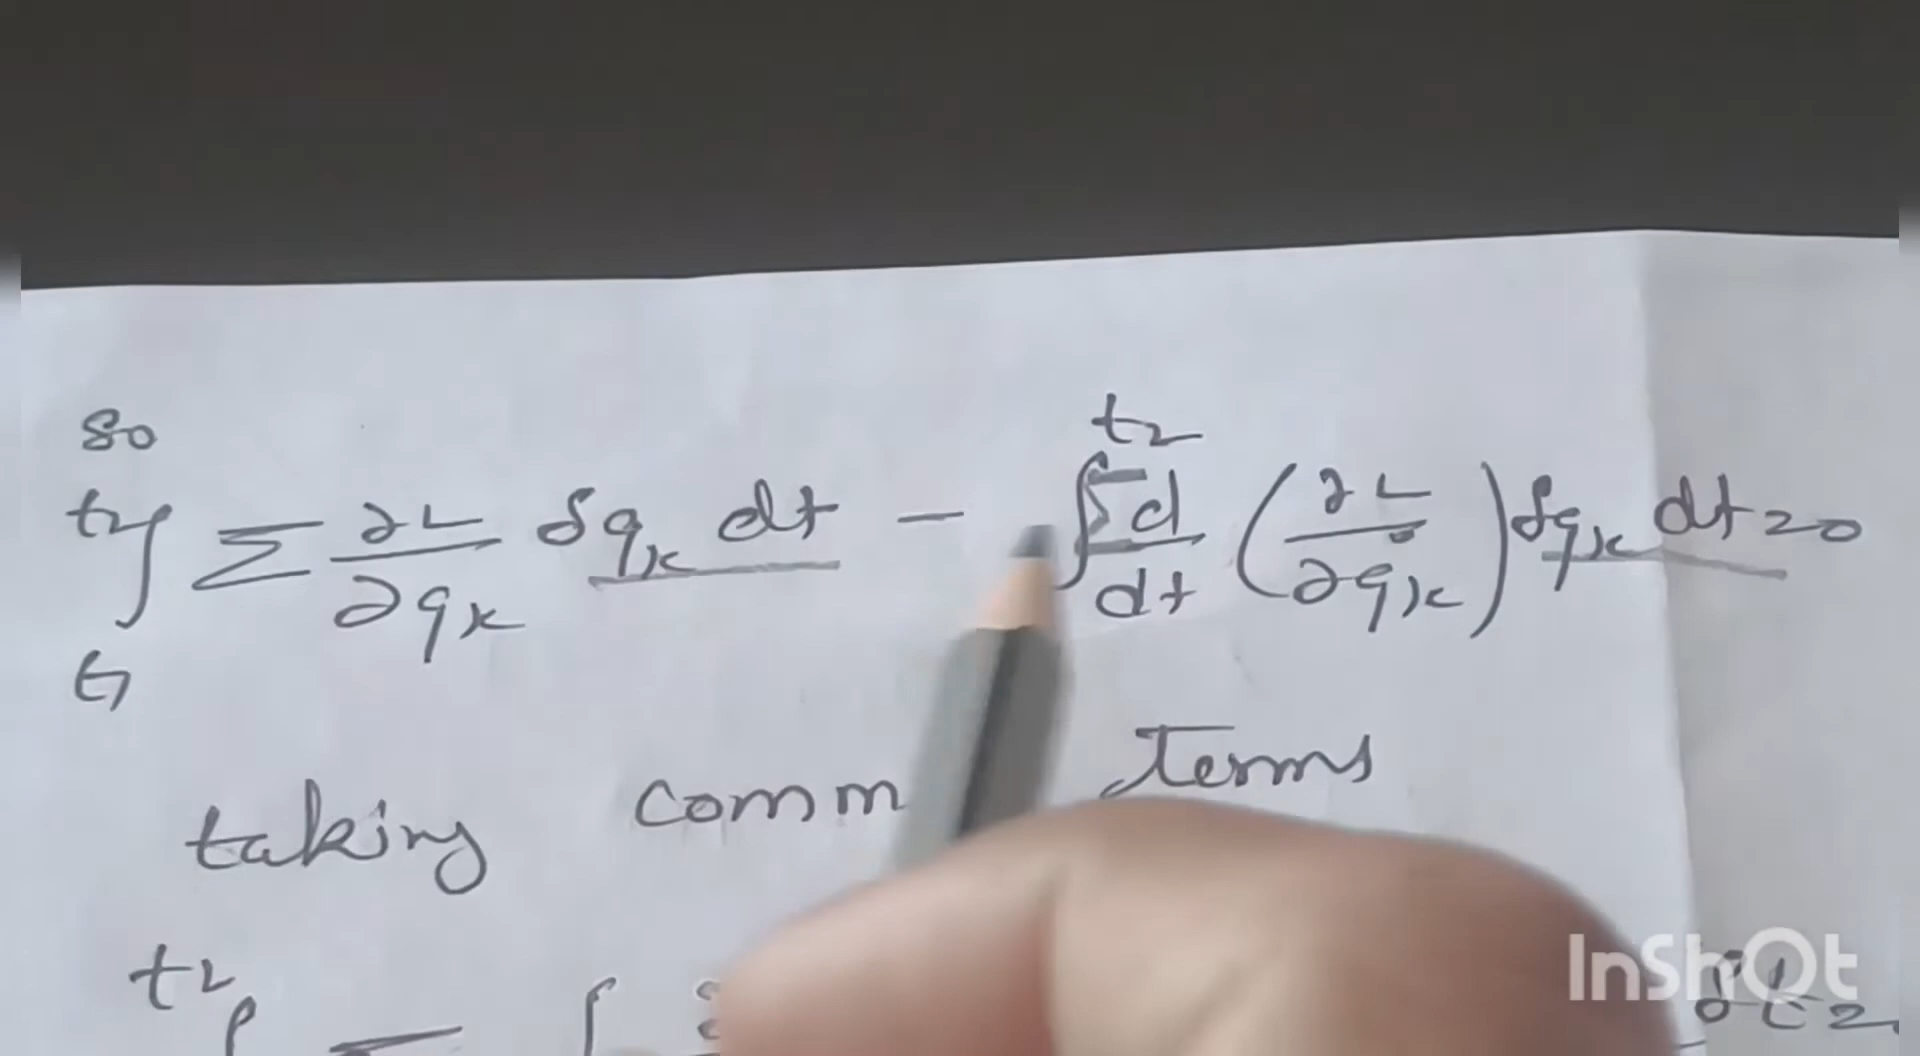 so
∫_{t1}^{t2} Σ ∂L/∂qₖ δqₖ dt − ∫^{t2} Σ d/dt (∂L/∂q̇ₖ) δqₖ dt = 0
taking comm terms
t2
InShOt